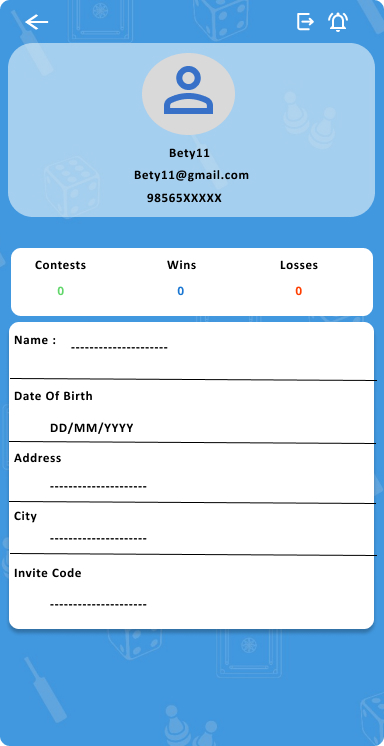 Bety11
Bety11@gmail.com
98565XXXXX
Contests Wins Losses
0 0 0
Name : ---------------------
Date Of Birth
DD/MM/YYYY
Address
---------------------
City
---------------------
Invite Code
---------------------